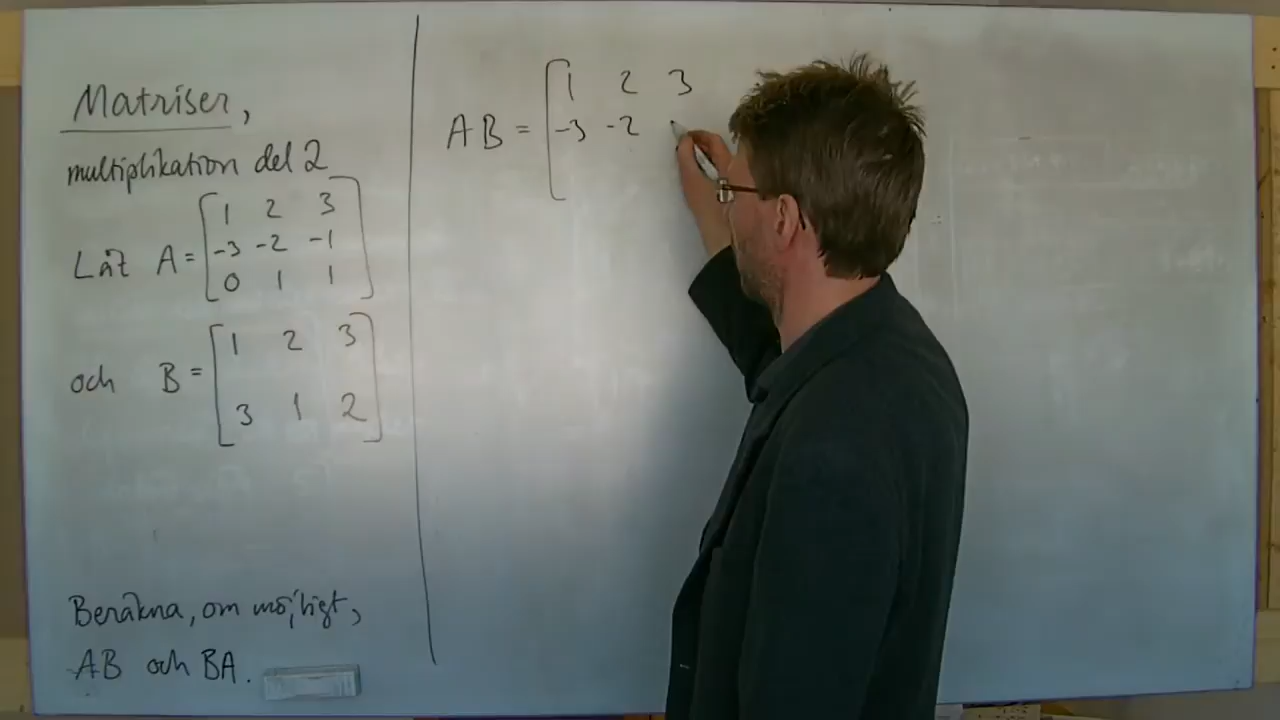 Matriser,
multiplikation del 2
Låt A = [1 2 3
-3 -2 -1
0 1 1]
och B = [1 2 3
3 1 2]
Beräkna, om möjligt,
AB och BA.
AB = [1 2 3
-3 -2